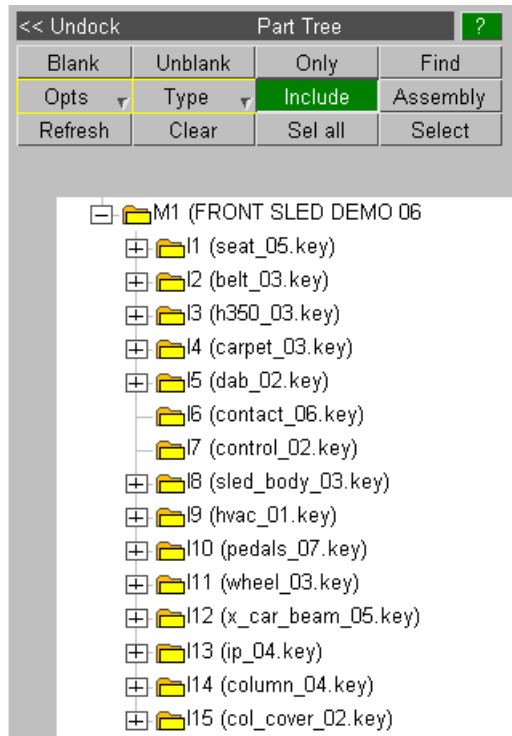 << Undock Part Tree ?
Blank Unblank Only Find
Opts Type Include Assembly
Refresh Clear Sel all Select
M1 (FRONT SLED DEMO 06
I1 (seat_05.key)
I2 (belt_03.key)
I3 (h350_03.key)
I4 (carpet_03.key)
I5 (dab_02.key)
I6 (contact_06.key)
I7 (control_02.key)
I8 (sled_body_03.key)
I9 (hvac_01.key)
I10 (pedals_07.key)
I11 (wheel_03.key)
I12 (x_car_beam_05.key)
I13 (ip_04.key)
I14 (column_04.key)
I15 (col_cover_02.key)